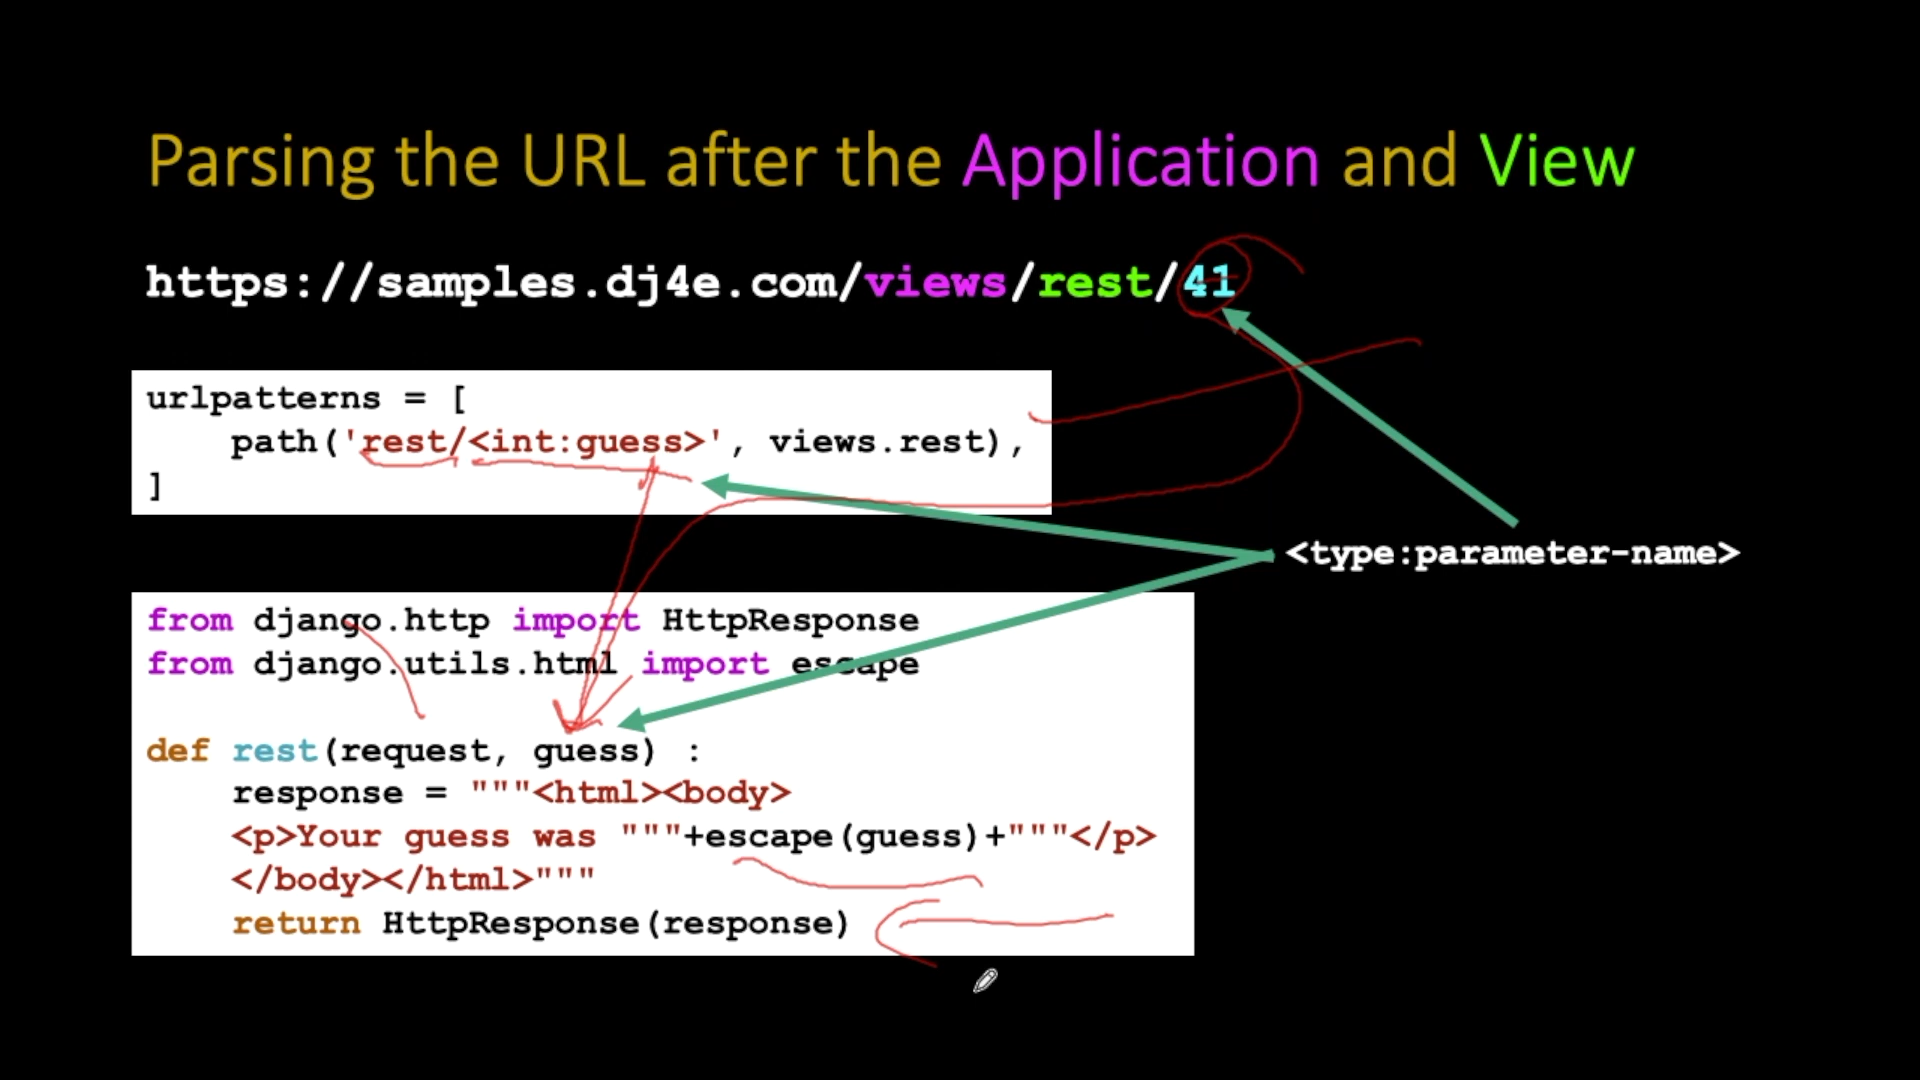 Parsing the URL after the Application and View
https://samples.dj4e.com/views/rest/41
urlpatterns = [
    path('rest/<int:guess>', views.rest),
]
<type:parameter-name>
from django.http import HttpResponse
from django.utils.html import escape
def rest(request, guess) :
    response = """<html><body>
    <p>Your guess was """+escape(guess)+"""</p>
    </body></html>"""
    return HttpResponse(response)